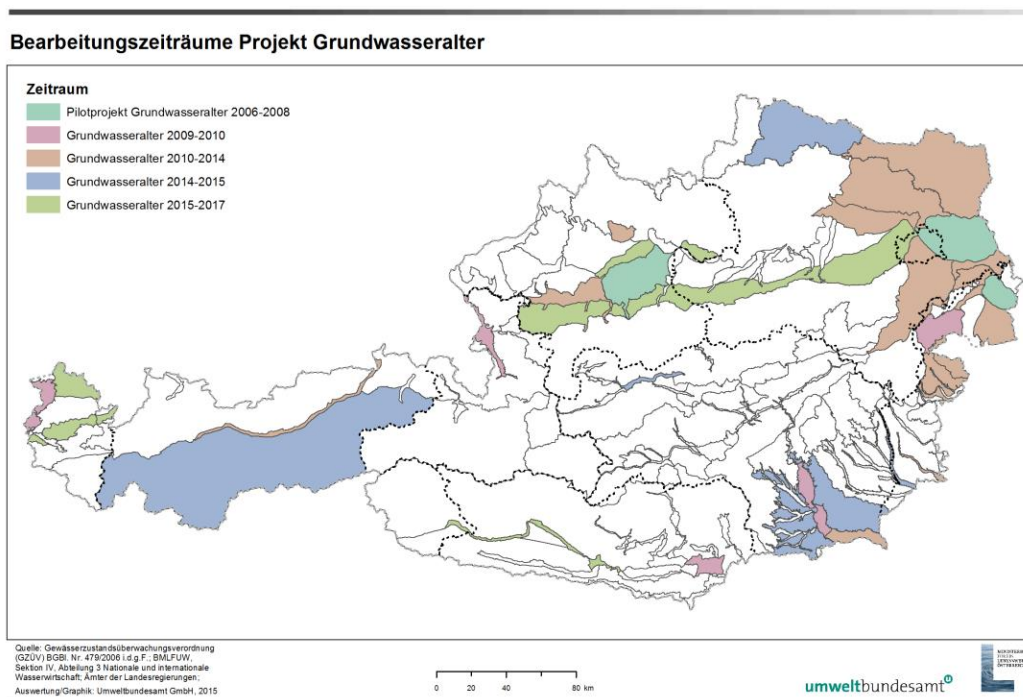 Bearbeitungszeiträume Projekt Grundwasseralter
Zeitraum
Pilotprojekt Grundwasseralter 2006-2008
Grundwasseralter 2009-2010
Grundwasseralter 2010-2014
Grundwasseralter 2014-2015
Grundwasseralter 2015-2017
Quelle: Gewässerzustandsüberwachungsverordnung
(GZÜV) BGBl. Nr. 479/2006 i.d.g.F.; BMLFUW,
Sektion IV, Abteilung 3 Nationale und internationale
Wasserwirtschaft; Ämter der Landesregierungen;
Auswertung/Graphik: Umweltbundesamt GmbH, 2015
0 20 40 80 km
umweltbundesamt